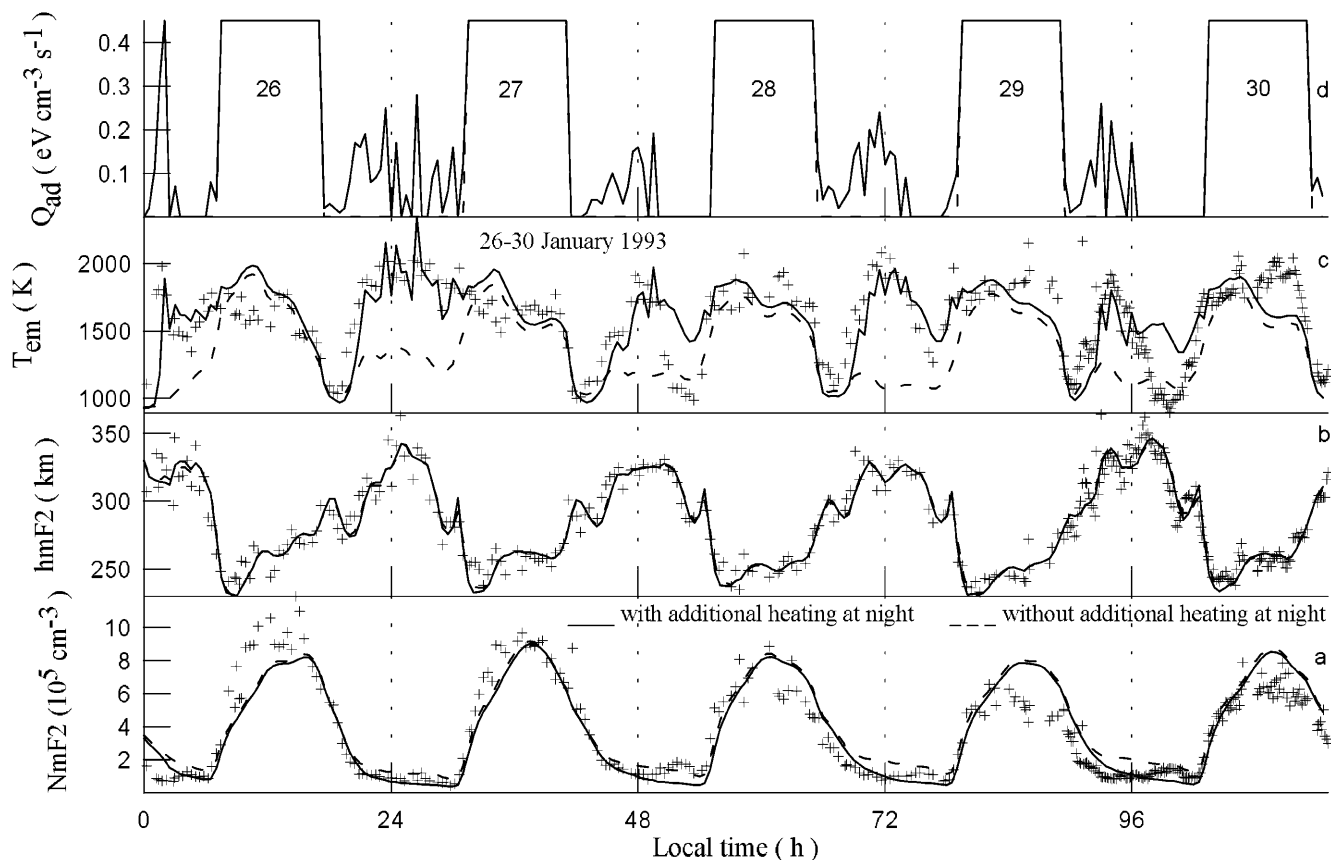 Qad ( eV cm-3 s-1)
0.4
0.3
0.2
0.1
26
27
28
29
30
d
Tem ( K)
2000
1500
1000
26-30 January 1993
c
hmF2 ( km)
350
300
250
b
NmF2 (10^5 cm-3)
10
8
6
4
2
with additional heating at night
without additional heating at night
a
0
24
48
72
96
Local time ( h )